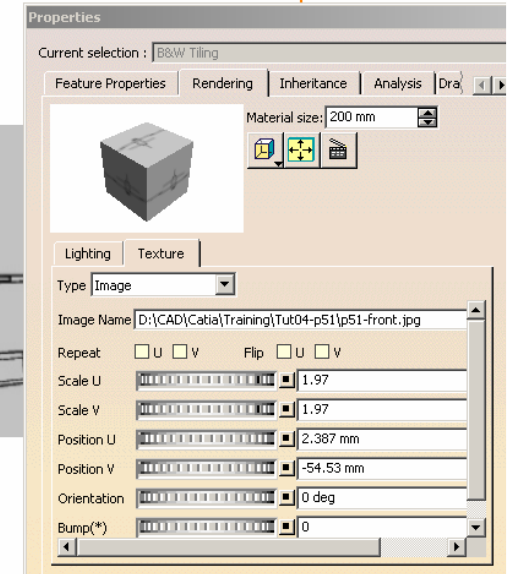 Properties
Current selection : B&W Tiling
Feature Properties Rendering Inheritance Analysis Dra
Material size: 200 mm
Lighting Texture
Type Image
Image Name D:\CAD\Catia\Training\Tut04-p51\p51-front.jpg
Repeat U V Flip U V
Scale U 1.97
Scale V 1.97
Position U 2.387 mm
Position V -54.53 mm
Orientation 0 deg
Bump(*) 0